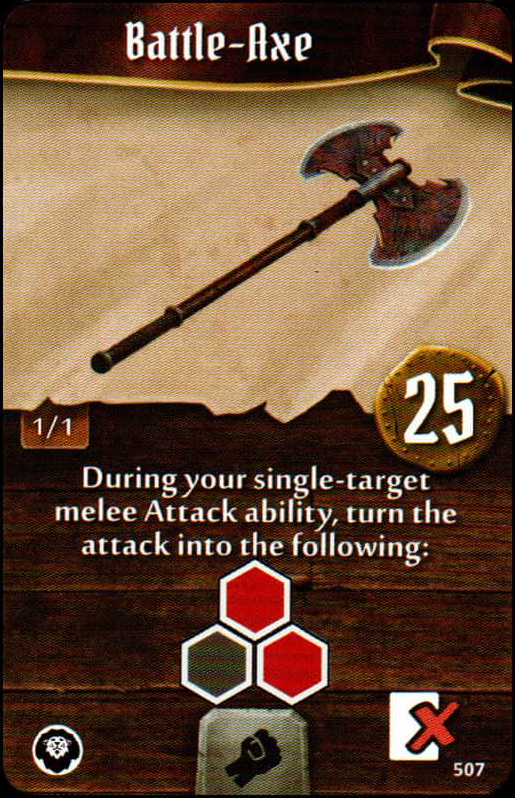 Battle-Axe
25
1/1
During your single-target
melee Attack ability, turn the
attack into the following:
507